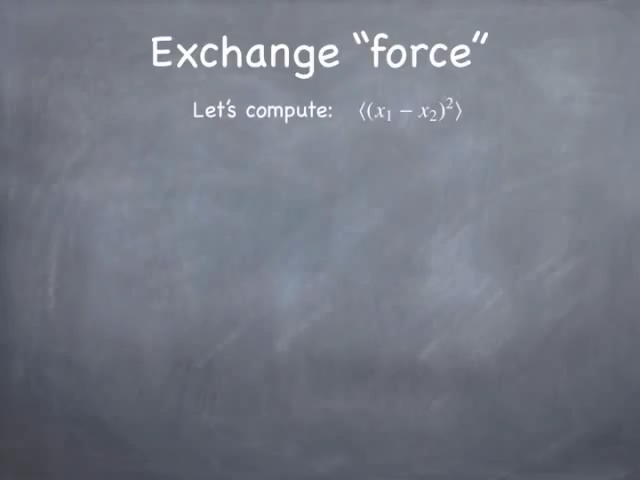 Exchange “force”
Let’s compute: ⟨(x₁ − x₂)²⟩